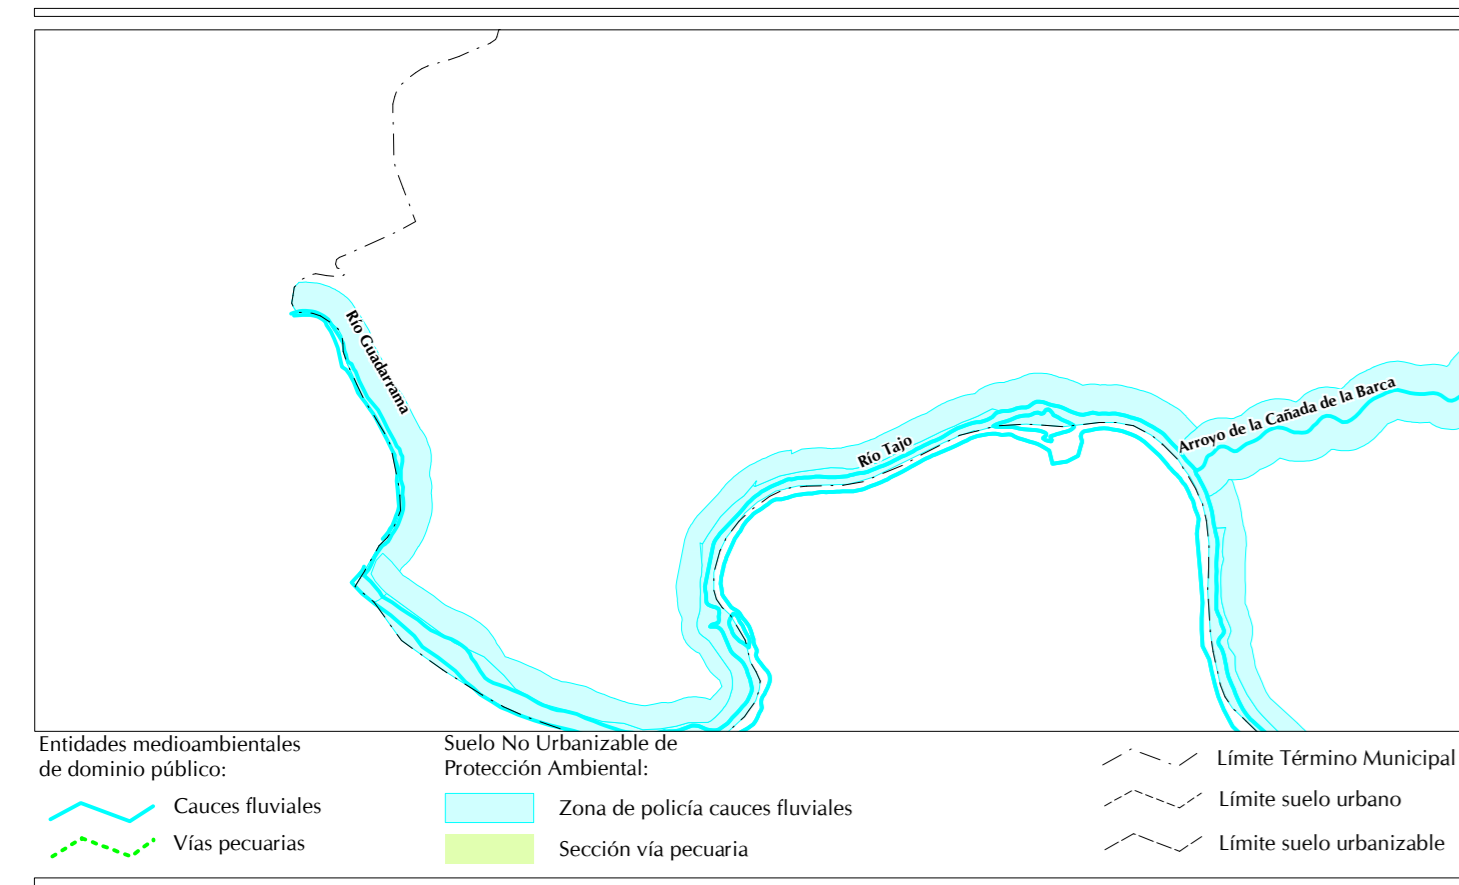 Río Guadarrama
Río Tajo
Arroyo de la Cañada de la Barca
Entidades medioambientales
de dominio público:
Cauces fluviales
Vías pecuarias
Suelo No Urbanizable de
Protección Ambiental:
Zona de policía cauces fluviales
Sección vía pecuaria
Límite Término Municipal
Límite suelo urbano
Límite suelo urbanizable